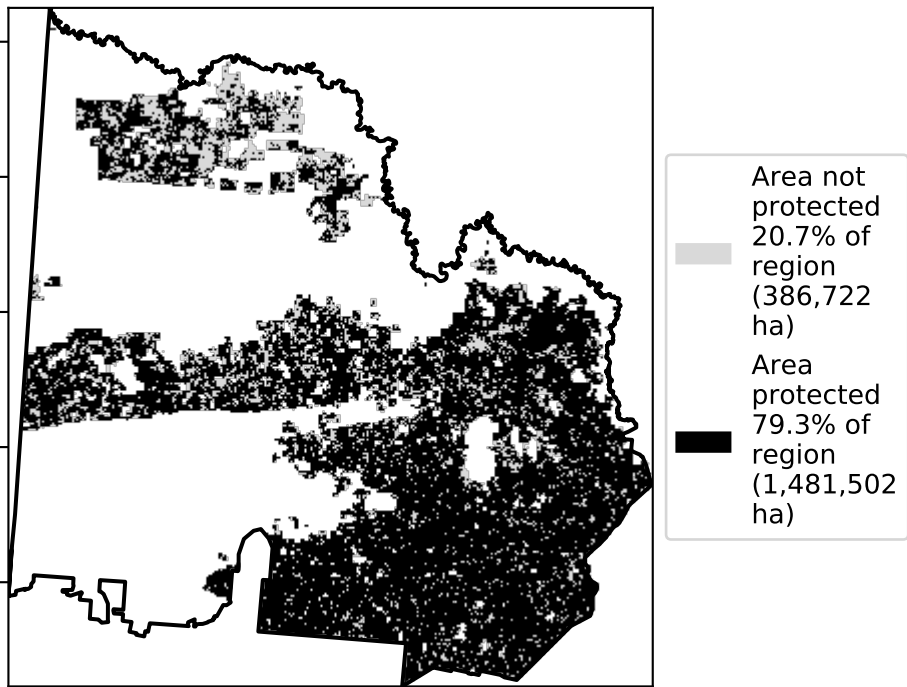 Area not
protected
20.7% of
region
(386,722
ha)
Area
protected
79.3% of
region
(1,481,502
ha)